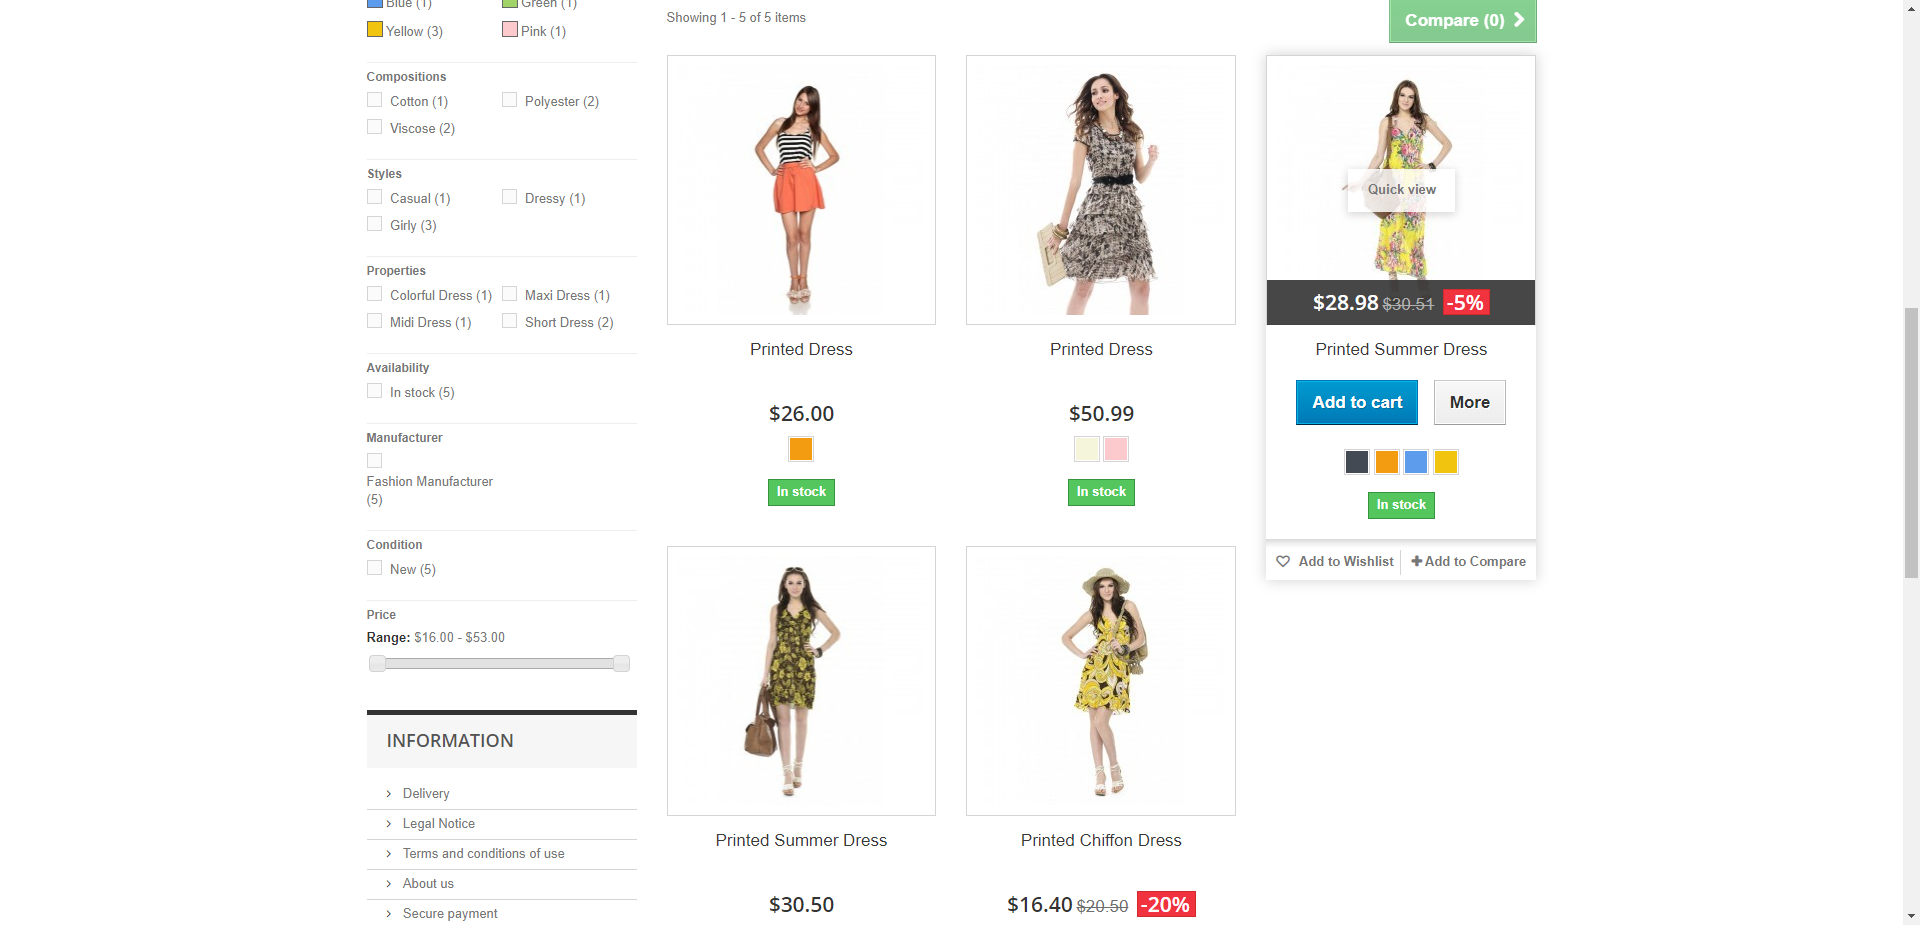 Blue (1)
Green (1)
Yellow (3)
Pink (1)
Compositions
Cotton (1)
Polyester (2)
Viscose (2)
Styles
Casual (1)
Dressy (1)
Girly (3)
Properties
Colorful Dress (1)
Maxi Dress (1)
Midi Dress (1)
Short Dress (2)
Availability
In stock (5)
Manufacturer
Fashion Manufacturer
(5)
Condition
New (5)
Price
Range: $16.00 - $53.00
INFORMATION
Delivery
Legal Notice
Terms and conditions of use
About us
Secure payment
Showing 1 - 5 of 5 items
Compare (0)
Printed Dress
$26.00
In stock
Printed Dress
$50.99
In stock
Quick view
$28.98 $30.51 -5%
Printed Summer Dress
Add to cart
More
In stock
Add to Wishlist
Add to Compare
Printed Summer Dress
$30.50
Printed Chiffon Dress
$16.40 $20.50 -20%